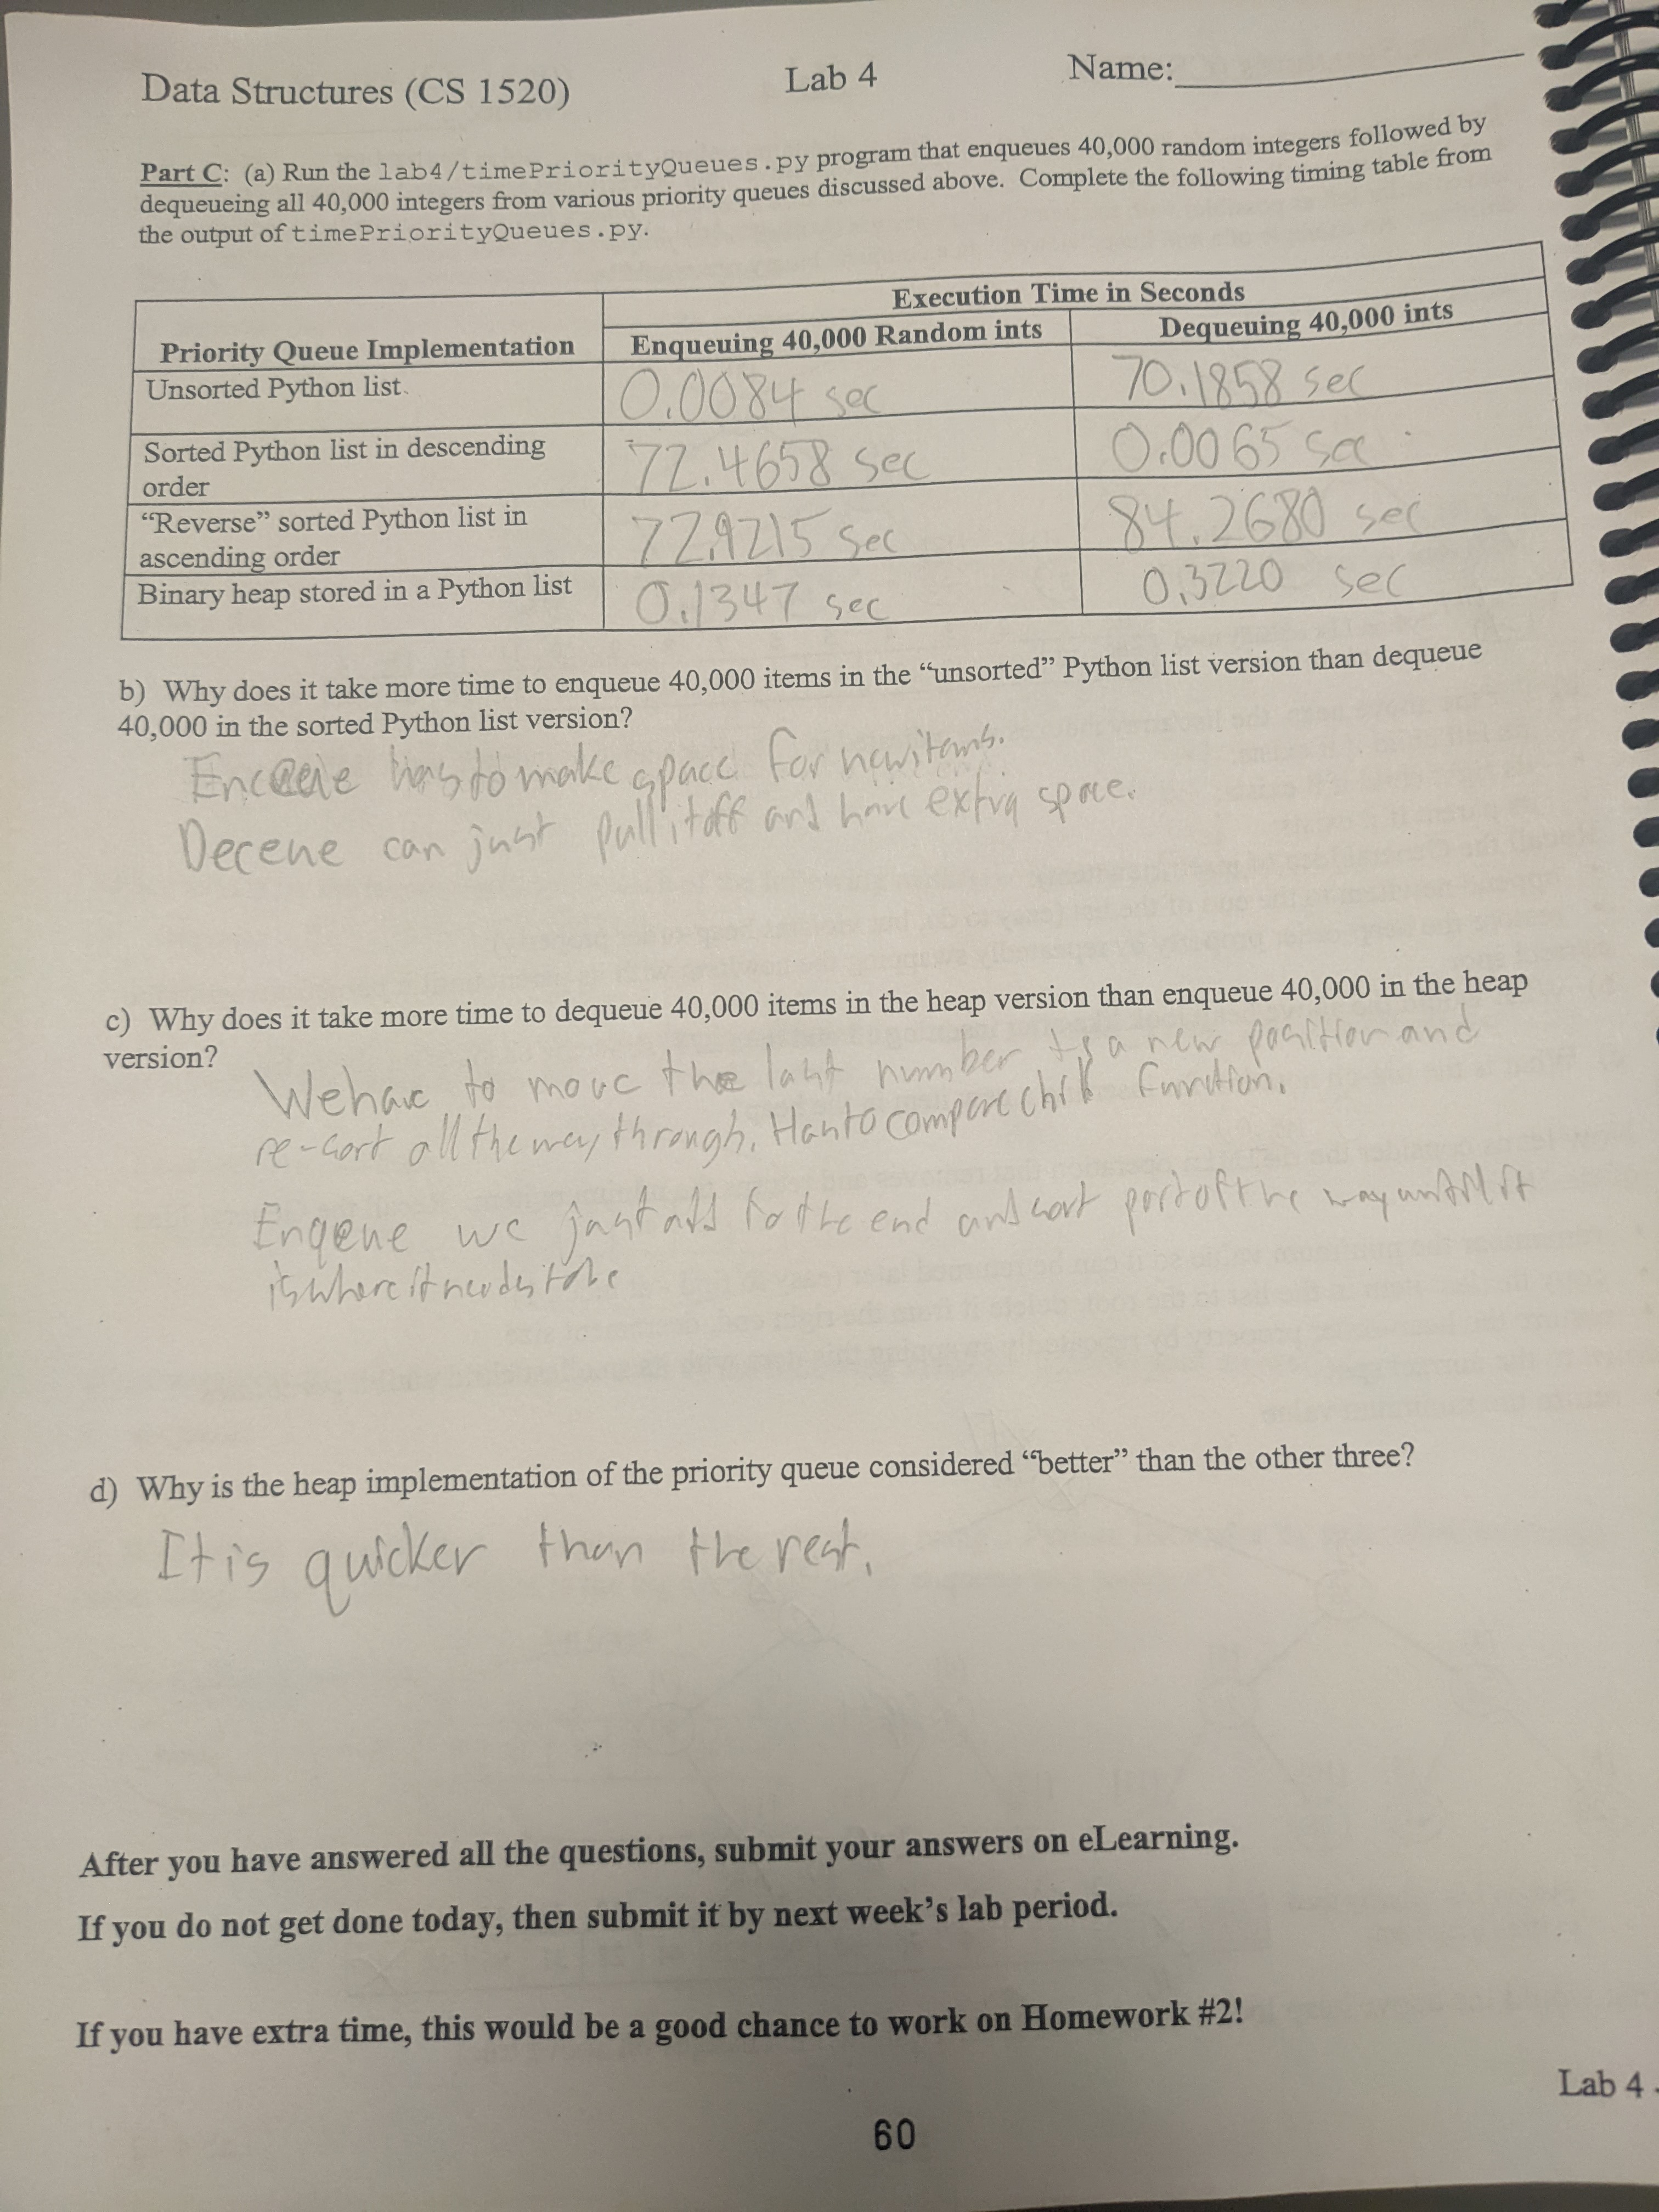 Data Structures (CS 1520) Lab 4 Name:
Part C: (a) Run the lab4/timePriorityQueues.py program that enqueues 40,000 random integers followed by
dequeueing all 40,000 integers from various priority queues discussed above. Complete the following timing table from
the output of timePriorityQueues.py.
Execution Time in Seconds
Priority Queue Implementation Enqueuing 40,000 Random ints Dequeuing 40,000 ints
Unsorted Python list 0.0084 sec 70.1858 sec
Sorted Python list in descending order 72.4658 sec 0.0065 sec
“Reverse” sorted Python list in ascending order 72.9215 sec 84.2680 sec
Binary heap stored in a Python list 0.1347 sec 0.3220 sec
b) Why does it take more time to enqueue 40,000 items in the “unsorted” Python list version than dequeue
40,000 in the sorted Python list version?
has to make space for new items.
Deceue can just pull it off and have extra space.
c) Why does it take more time to dequeue 40,000 items in the heap version than enqueue 40,000 in the heap
version?
We have to move the last number to a new position and
re-sort all the way through. Has to compare function.
Enqeue we just add to the end and sort part of the way until it
is where it needs to be
d) Why is the heap implementation of the priority queue considered “better” than the other three?
It is quicker than the rest.
After you have answered all the questions, submit your answers on eLearning.
If you do not get done today, then submit it by next week’s lab period.
If you have extra time, this would be a good chance to work on Homework #2!
Lab 4
60